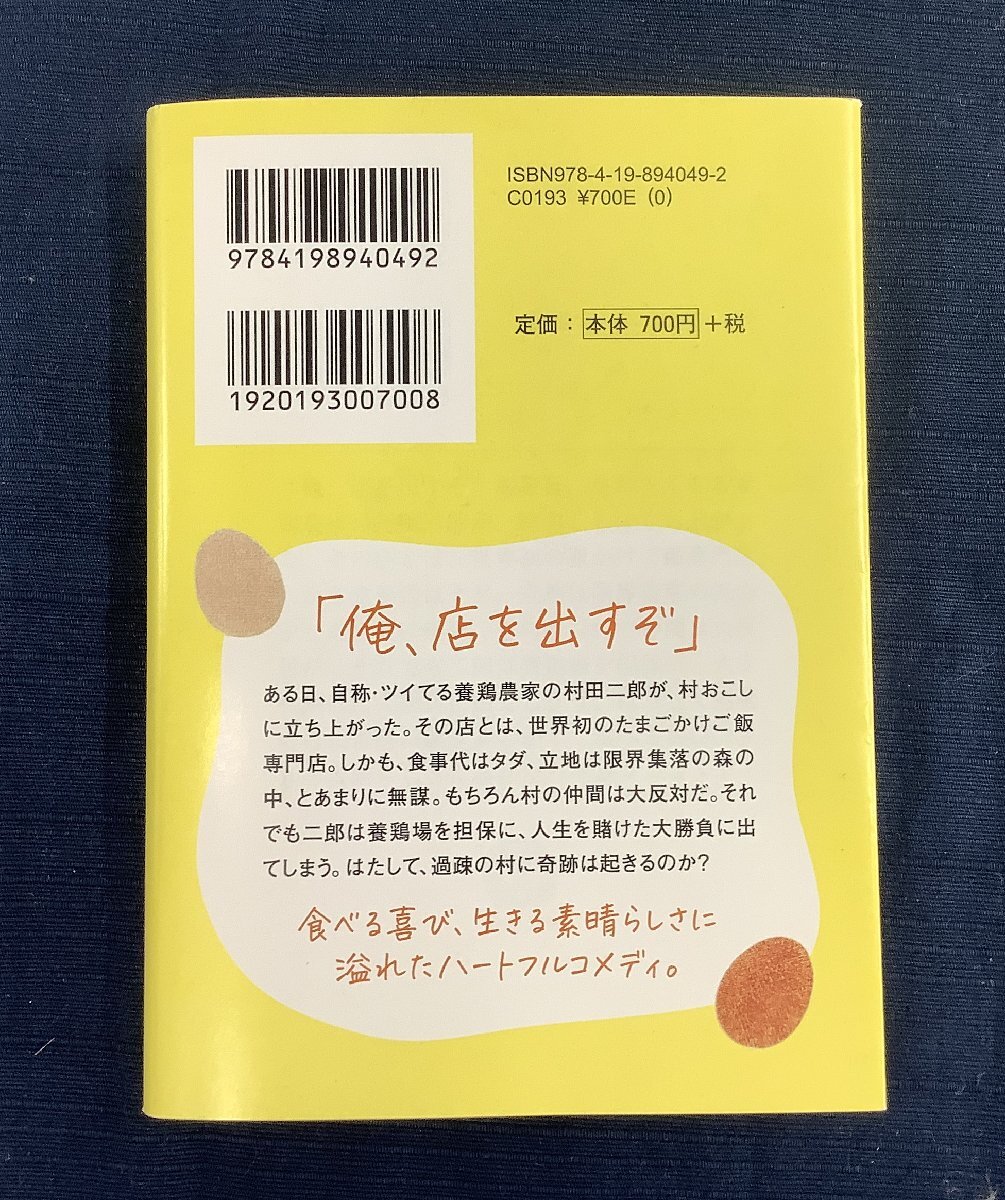 9784198940492
ISBN978-4-19-894049-2
C0193 ¥700E (0)
1920193007008
定価：本体 700円+税
「俺、店を出すぞ」
ある日、自称・ツイてる養鶏農家の村田二郎が、村おこし
に立ち上がった。その店とは、世界初のたまごかけご飯
専門店。しかも、食事代はタダ、立地は限界集落の森の
中、とあまりに無謀。もちろん村の仲間は大反対だ。それ
でも二郎は養鶏場を担保に、人生を賭けた大勝負に出
てしまう。はたして、過疎の村に奇跡は起きるのか?
食べる喜び、生きる素晴らしさに
溢れたハートフルコメディ。